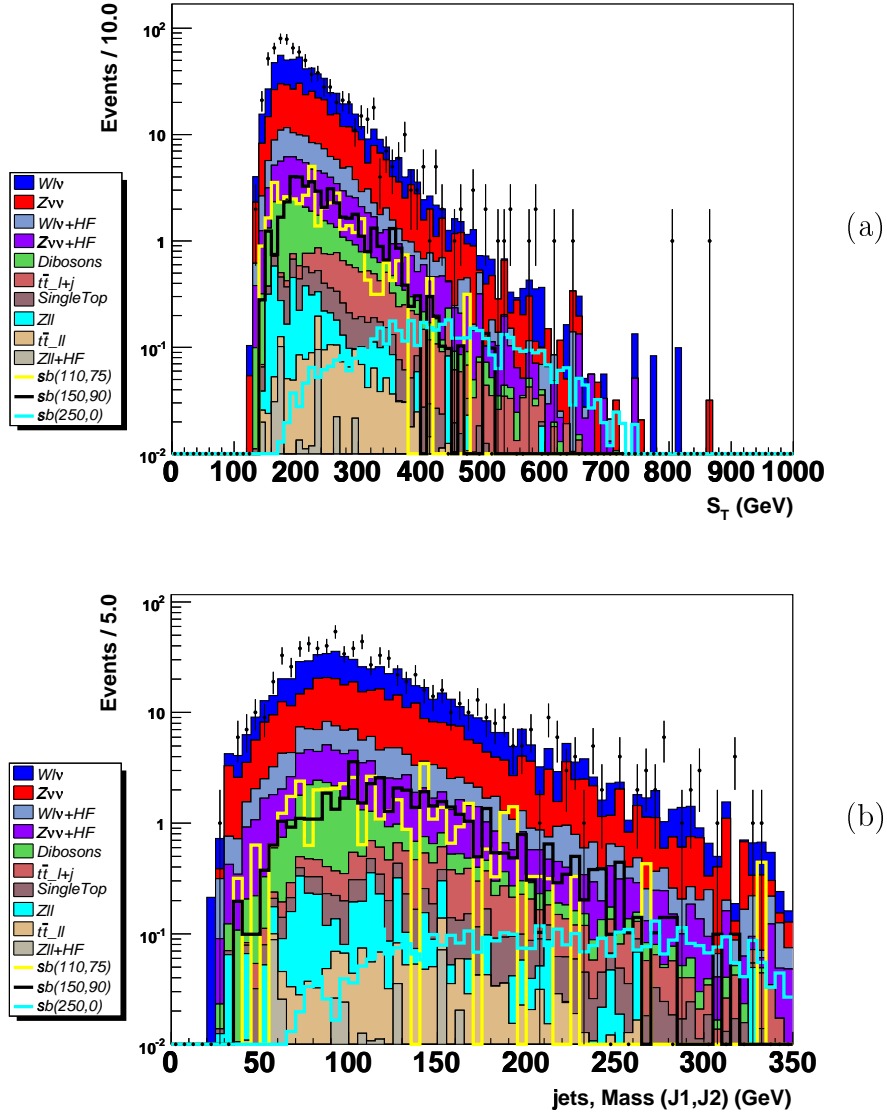 Events / 10.0
10²
10
1
10⁻¹
10⁻²
0 100 200 300 400 500 600 700 800 900 1000
S_T (GeV)
Wlν
Zνν
Wlν+HF
Zνν+HF
Dibosons
tt̄_l+j
SingleTop
Zll
tt̄_ll
Zll+HF
sb(110,75)
sb(150,90)
sb(250,0)
(a)
Events / 5.0
10²
10
1
10⁻¹
10⁻²
0 50 100 150 200 250 300 350
jets, Mass (J1,J2) (GeV)
Wlν
Zνν
Wlν+HF
Zνν+HF
Dibosons
tt̄_l+j
SingleTop
Zll
tt̄_ll
Zll+HF
sb(110,75)
sb(150,90)
sb(250,0)
(b)